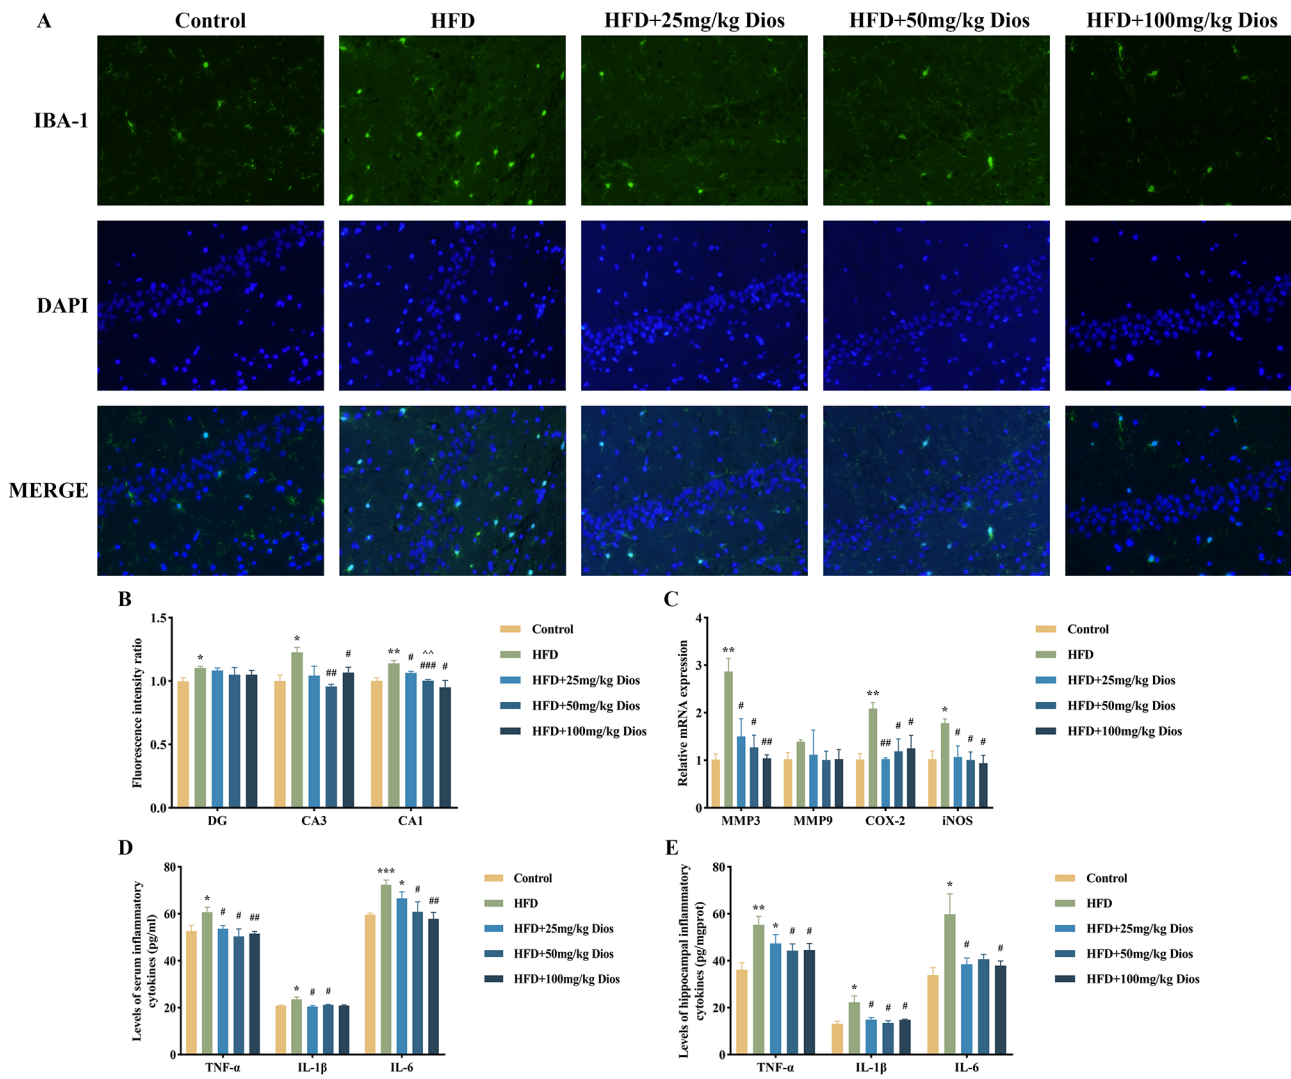 A
Control
HFD
HFD+25mg/kg Dios
HFD+50mg/kg Dios
HFD+100mg/kg Dios
IBA-1
DAPI
MERGE
B
Fluorescence intensity ratio
1.5
1.0
0.5
0.0
*
*
##
#
**
#
^^
###
#
DG
CA3
CA1
Control
HFD
HFD+25mg/kg Dios
HFD+50mg/kg Dios
HFD+100mg/kg Dios
C
Relative mRNA expression
4
3
2
1
0
**
#
#
##
**
##
#
#
*
#
#
#
MMP3
MMP9
COX-2
iNOS
Control
HFD
HFD+25mg/kg Dios
HFD+50mg/kg Dios
HFD+100mg/kg Dios
D
Levels of serum inflammatory
cytokines (pg/ml)
80
60
40
20
0
*
#
#
##
*
#
#
***
*
#
##
TNF-α
IL-1β
IL-6
Control
HFD
HFD+25mg/kg Dios
HFD+50mg/kg Dios
HFD+100mg/kg Dios
E
Levels of hippocampal inflammatory
cytokines (pg/mgprot)
80
60
40
20
0
**
*
#
#
*
#
#
#
*
#
#
TNF-α
IL-1β
IL-6
Control
HFD
HFD+25mg/kg Dios
HFD+50mg/kg Dios
HFD+100mg/kg Dios